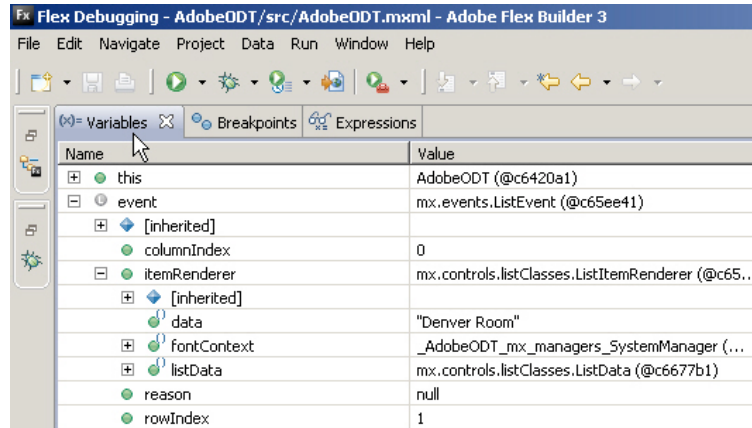 Fx Flex Debugging - AdobeODT/src/AdobeODT.mxml - Adobe Flex Builder 3
File Edit Navigate Project Data Run Window Help
(x)= Variables Breakpoints Expressions
Name Value
this AdobeODT (@c6420a1)
event mx.events.ListEvent (@c65ee41)
[inherited]
columnIndex 0
itemRenderer mx.controls.listClasses.ListItemRenderer (@c65...
[inherited]
data "Denver Room"
fontContext _AdobeODT_mx_managers_SystemManager (...
listData mx.controls.listClasses.ListData (@c6677b1)
reason null
rowIndex 1